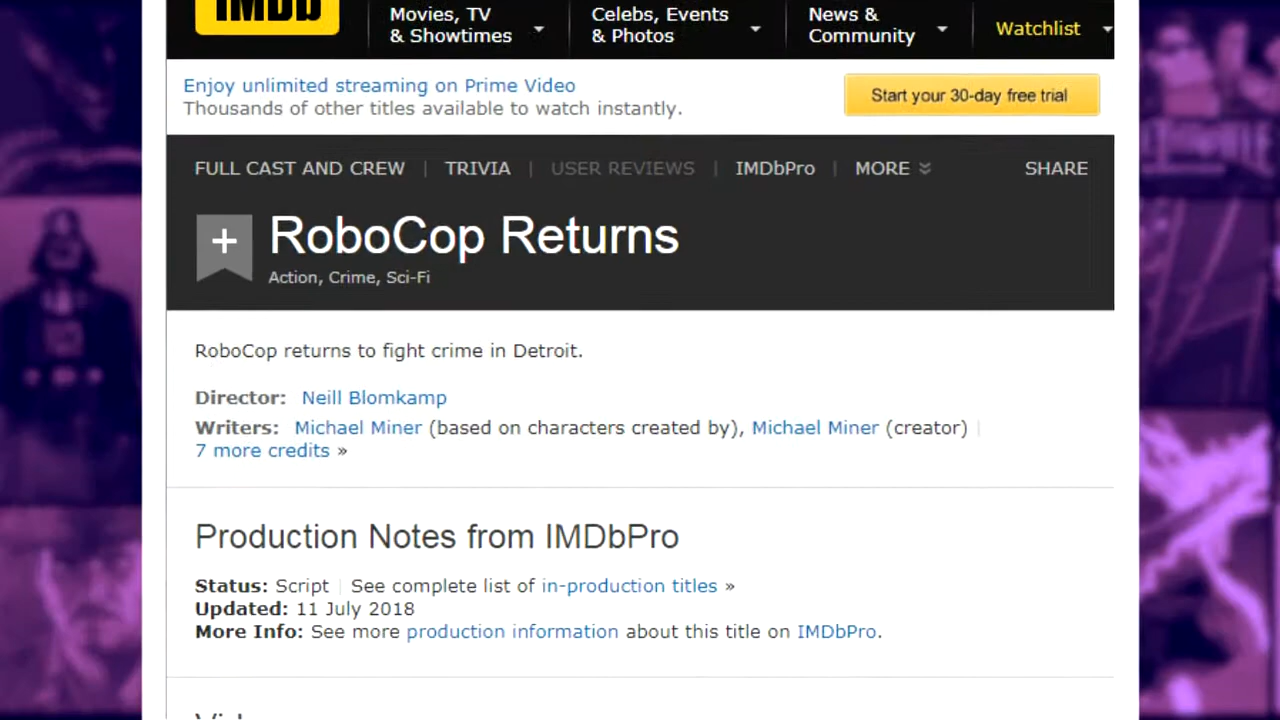 IMDb
Movies, TV
& Showtimes
Celebs, Events
& Photos
News &
Community
Watchlist
Enjoy unlimited streaming on Prime Video
Thousands of other titles available to watch instantly.
Start your 30-day free trial
FULL CAST AND CREW | TRIVIA | USER REVIEWS | IMDbPro | MORE
SHARE
+ RoboCop Returns
Action, Crime, Sci-Fi
RoboCop returns to fight crime in Detroit.
Director: Neill Blomkamp
Writers: Michael Miner (based on characters created by), Michael Miner (creator) |
7 more credits »
Production Notes from IMDbPro
Status: Script | See complete list of in-production titles »
Updated: 11 July 2018
More Info: See more production information about this title on IMDbPro.